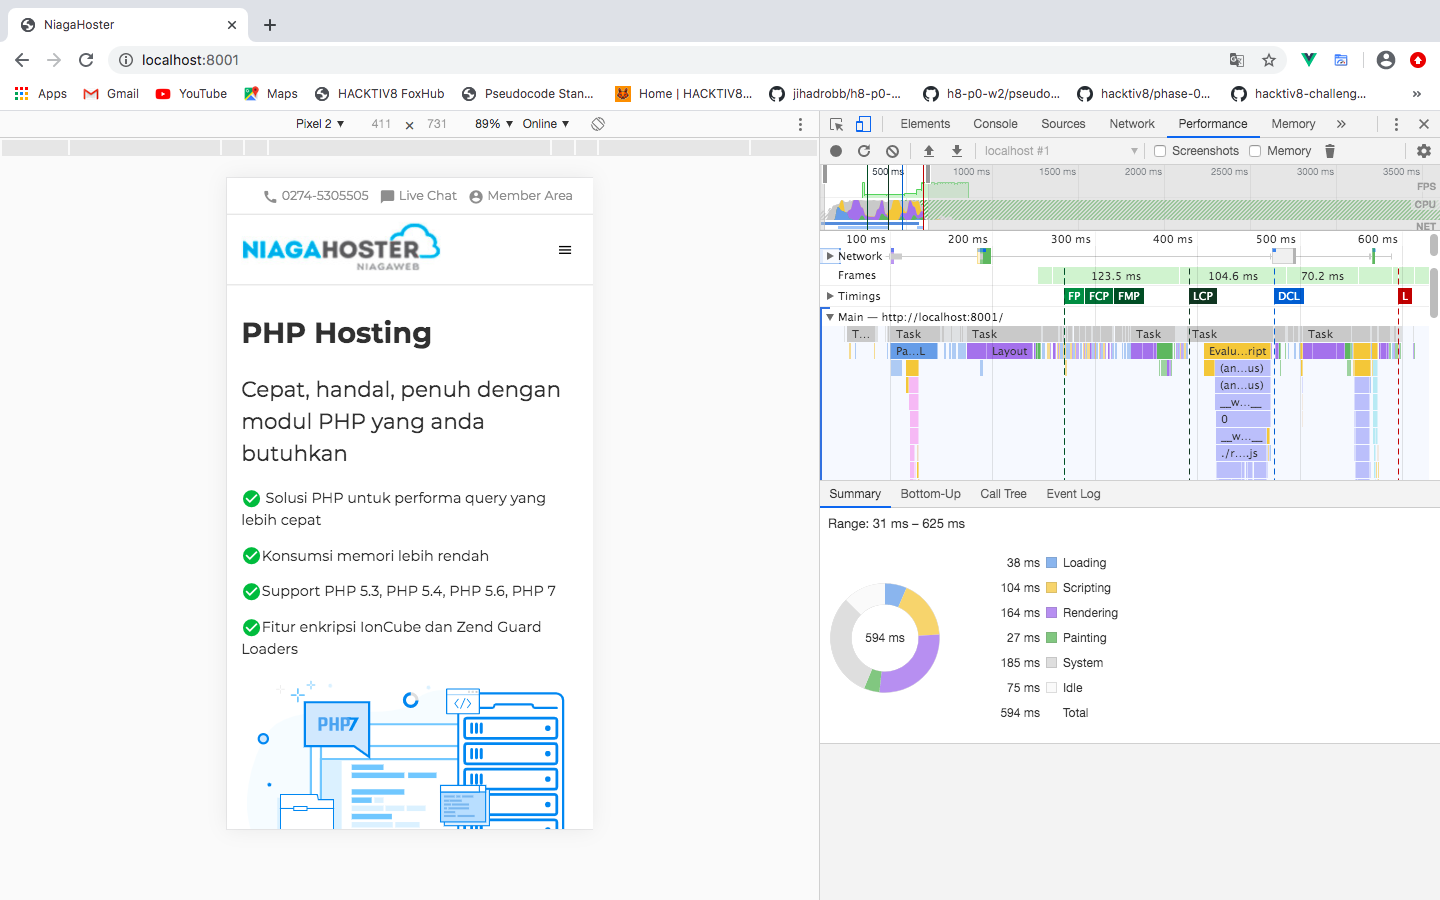 NiagaHoster
localhost:8001
Apps Gmail YouTube Maps HACKTIV8 FoxHub Pseudocode Stan... Home | HACKTIV8... jihadrobb/h8-p0-... h8-p0-w2/pseudo... hacktiv8/phase-0... hacktiv8-challeng... »
Pixel 2 ▼ 411 × 731 89% ▼ Online ▼
0274-5305505 Live Chat Member Area
NIAGAHOSTER
NIAGAWEB
PHP Hosting
Cepat, handal, penuh dengan
modul PHP yang anda
butuhkan
Solusi PHP untuk performa query yang
lebih cepat
Konsumsi memori lebih rendah
Support PHP 5.3, PHP 5.4, PHP 5.6, PHP 7
Fitur enkripsi IonCube dan Zend Guard
Loaders
</>
PHP7
Elements Console Sources Network Performance Memory »
localhost #1 ▼ Screenshots Memory
500 ms 1000 ms 1500 ms 2000 ms 2500 ms 3000 ms 3500 ms
FPS
CPU
NET
100 ms 200 ms 300 ms 400 ms 500 ms 600 ms
▶ Network
Frames 123.5 ms 104.6 ms 70.2 ms
▶ Timings FP FCP FMP LCP DCL L
▼ Main — http://localhost:8001/
T... Task Task Task Task Task
Pa...L Layout Evalu...ript
(an...us)
(an...us)
__w...__
0
__w...__
./r....js
Summary Bottom-Up Call Tree Event Log
Range: 31 ms – 625 ms
594 ms
38 ms Loading
104 ms Scripting
164 ms Rendering
27 ms Painting
185 ms System
75 ms Idle
594 ms Total